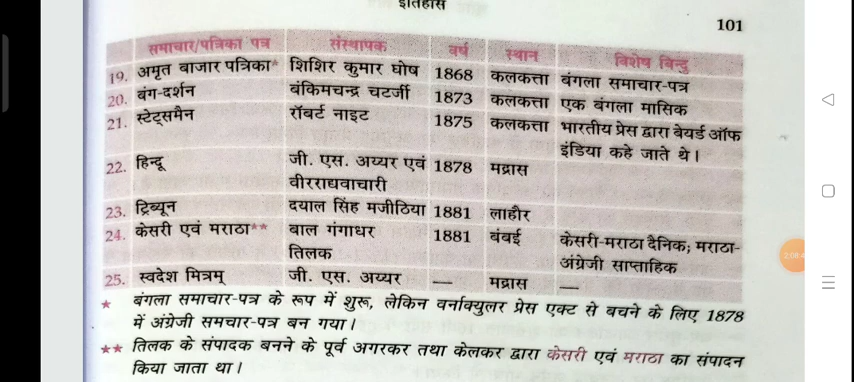 इतिहास
101
समाचार/पत्रिका पत्र संस्थापक वर्ष स्थान विशेष बिन्दु
19. अमृत बाजार पत्रिका* शिशिर कुमार घोष 1868 कलकत्ता बंगला समाचार-पत्र
20. बंग-दर्शन बंकिमचन्द्र चटर्जी 1873 कलकत्ता एक बंगला मासिक
21. स्टेट्समैन रॉबर्ट नाइट 1875 कलकत्ता भारतीय प्रेस द्वारा बेयर्ड ऑफ
इंडिया कहे जाते थे।
22. हिन्दू जी. एस. अय्यर एवं 1878 मद्रास
वीरराघवाचारी
23. ट्रिब्यून दयाल सिंह मजीठिया 1881 लाहौर
24. केसरी एवं मराठा** बाल गंगाधर 1881 बंबई केसरी-मराठा दैनिक; मराठा-
तिलक अंग्रेजी साप्ताहिक
25. स्वदेश मित्रम् जी. एस. अय्यर — मद्रास —
* बंगला समाचार-पत्र के रूप में शुरू, लेकिन वर्नाक्युलर प्रेस एक्ट से बचने के लिए 1878
में अंग्रेजी समचार-पत्र बन गया।
** तिलक के संपादक बनने के पूर्व अगरकर तथा केलकर द्वारा केसरी एवं मराठा का संपादन
किया जाता था।